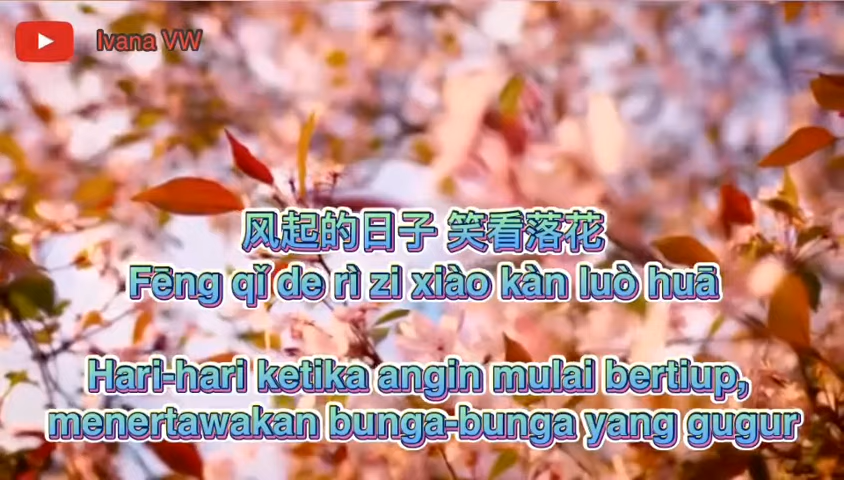 Ivana VW
风起的日子 笑看落花
Fēng qǐ de rì zi xiào kàn luò huā
Hari-hari ketika angin mulai bertiup,
menertawakan bunga-bunga yang gugur